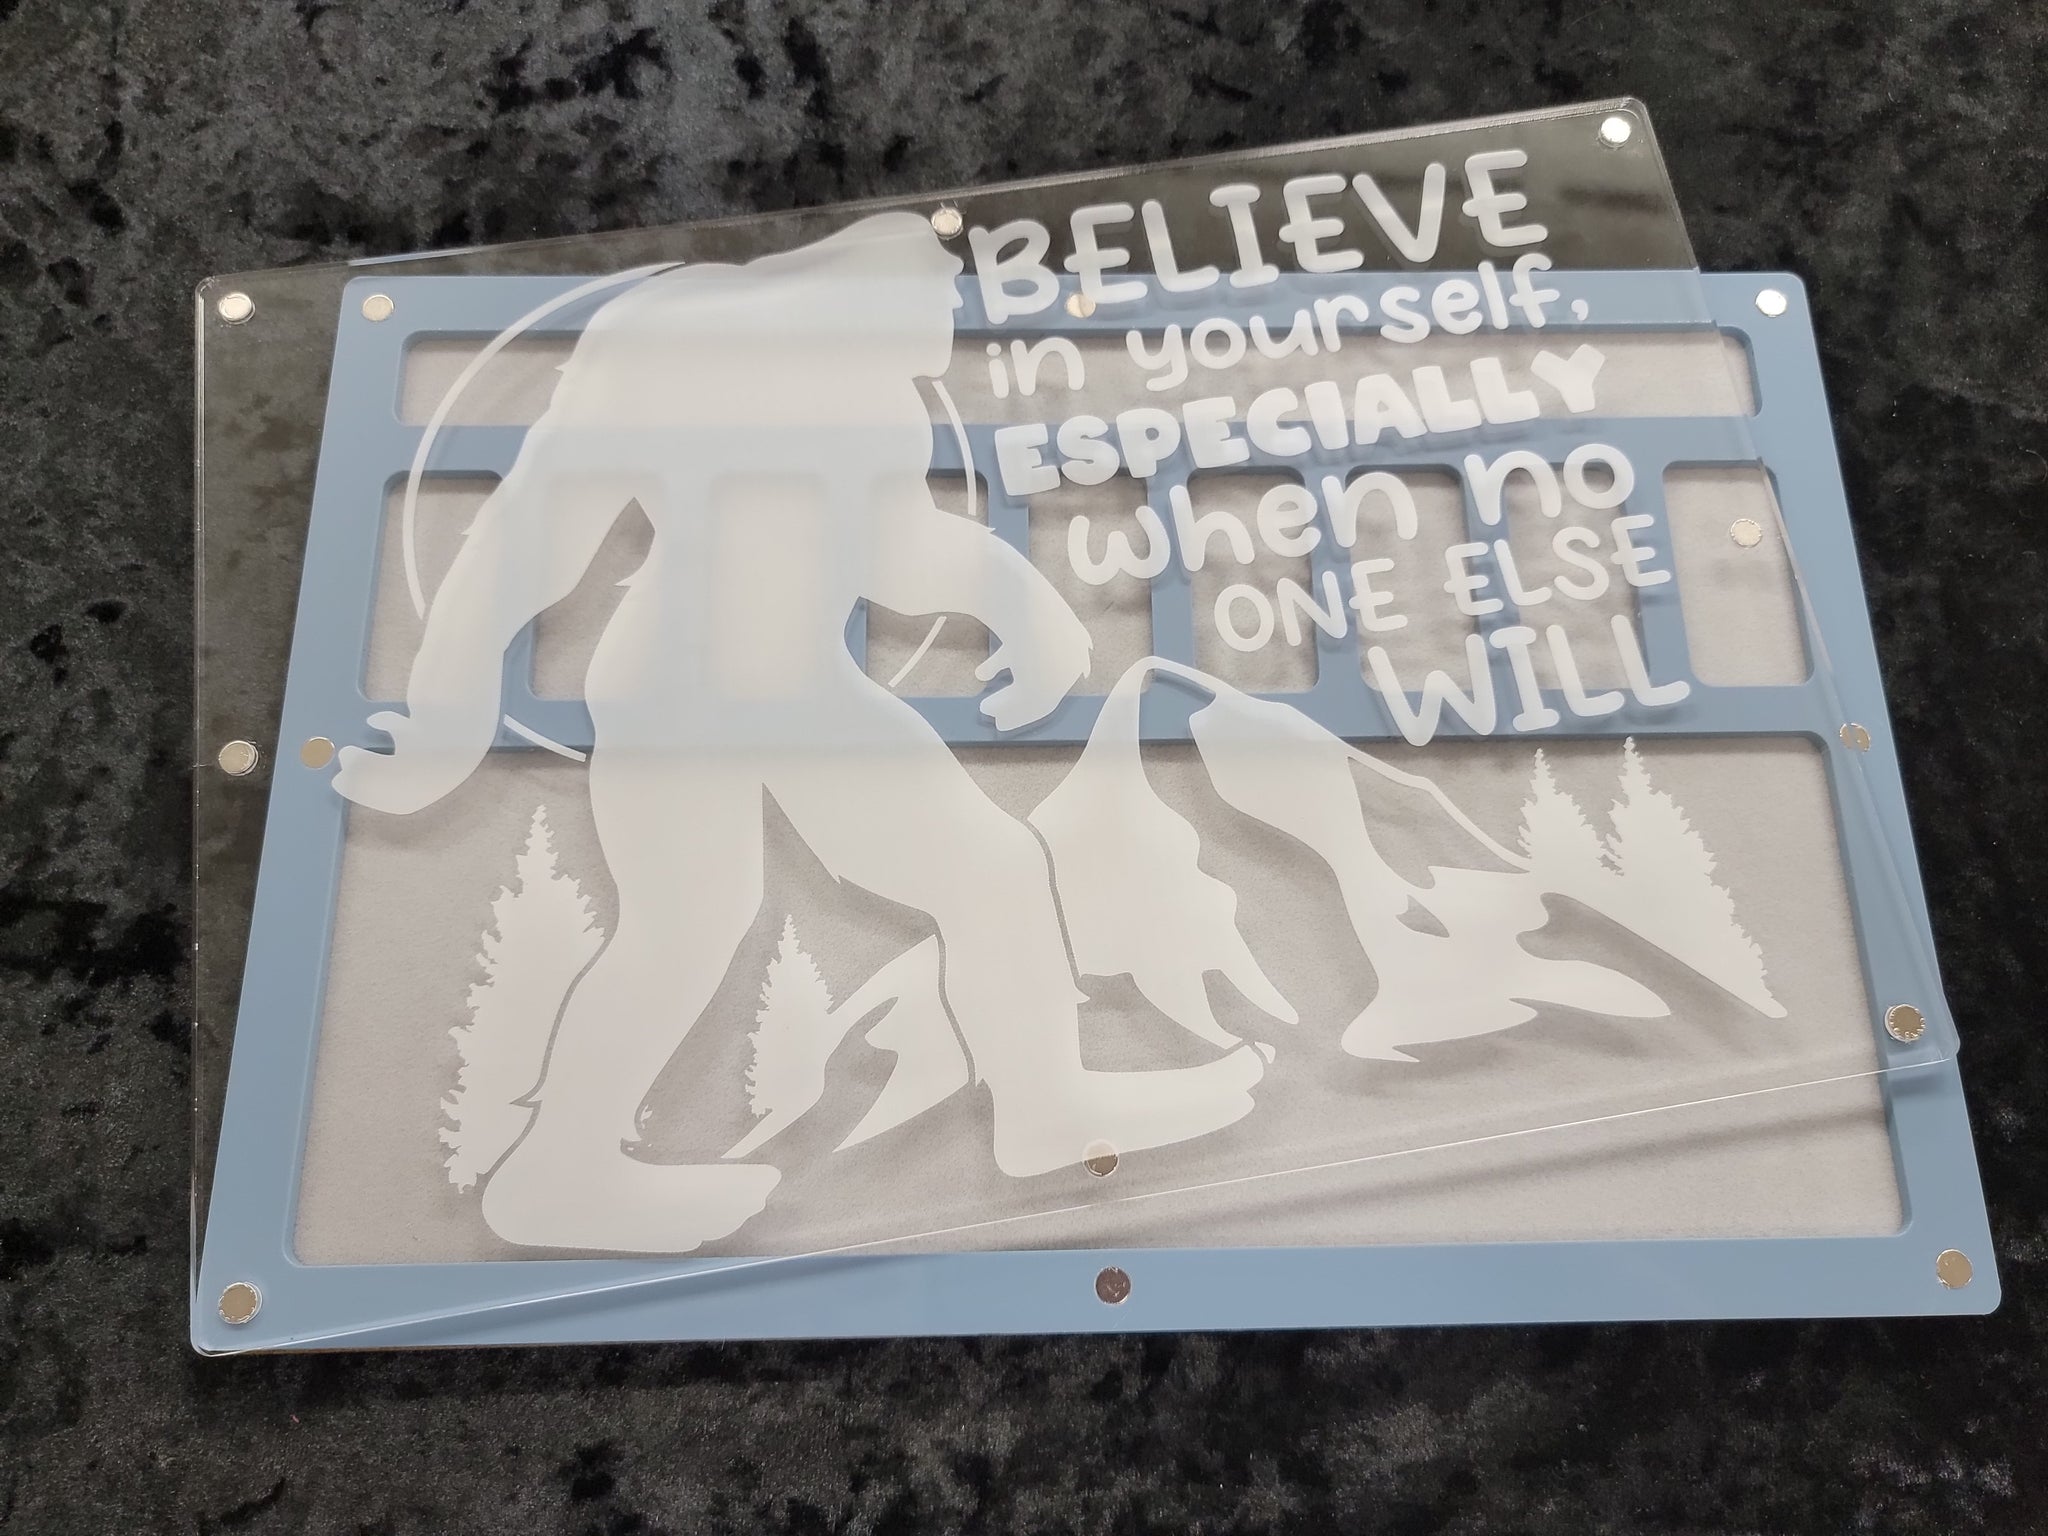 BELIEVE
in yourself,
ESPECIALLY
when no
ONE ELSE
WILL